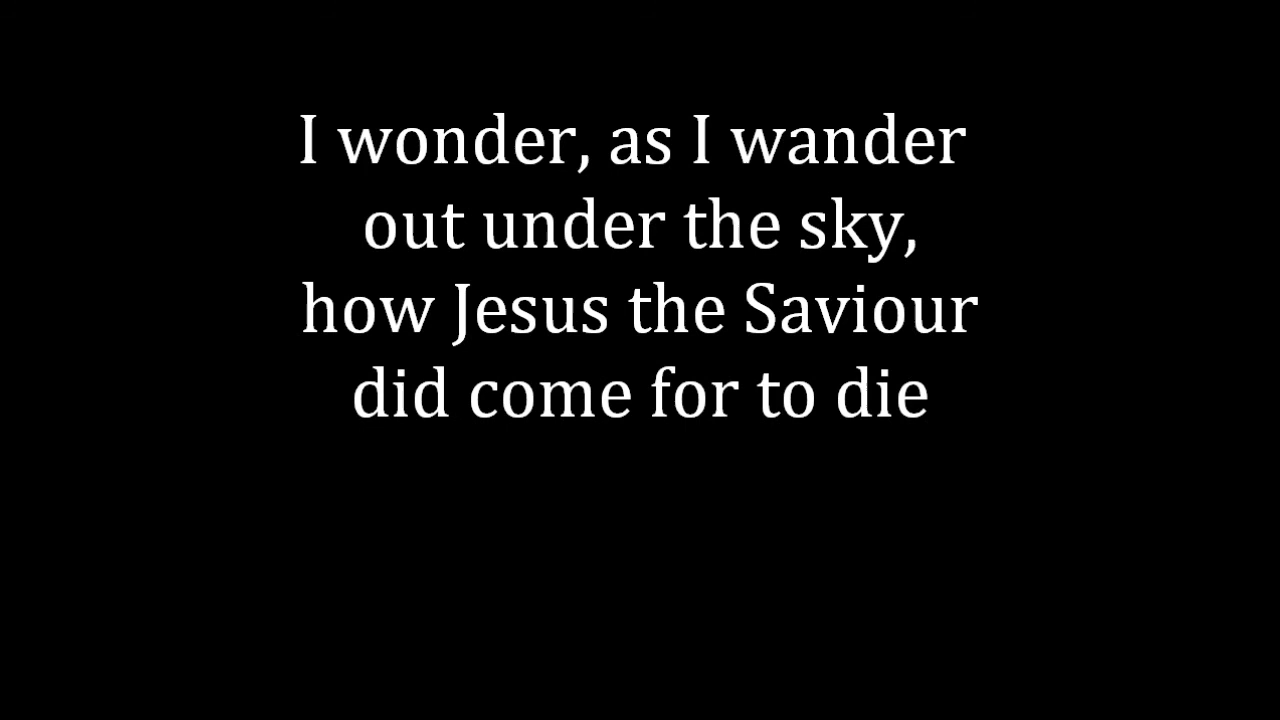 I wonder, as I wander
out under the sky,
how Jesus the Saviour
did come for to die